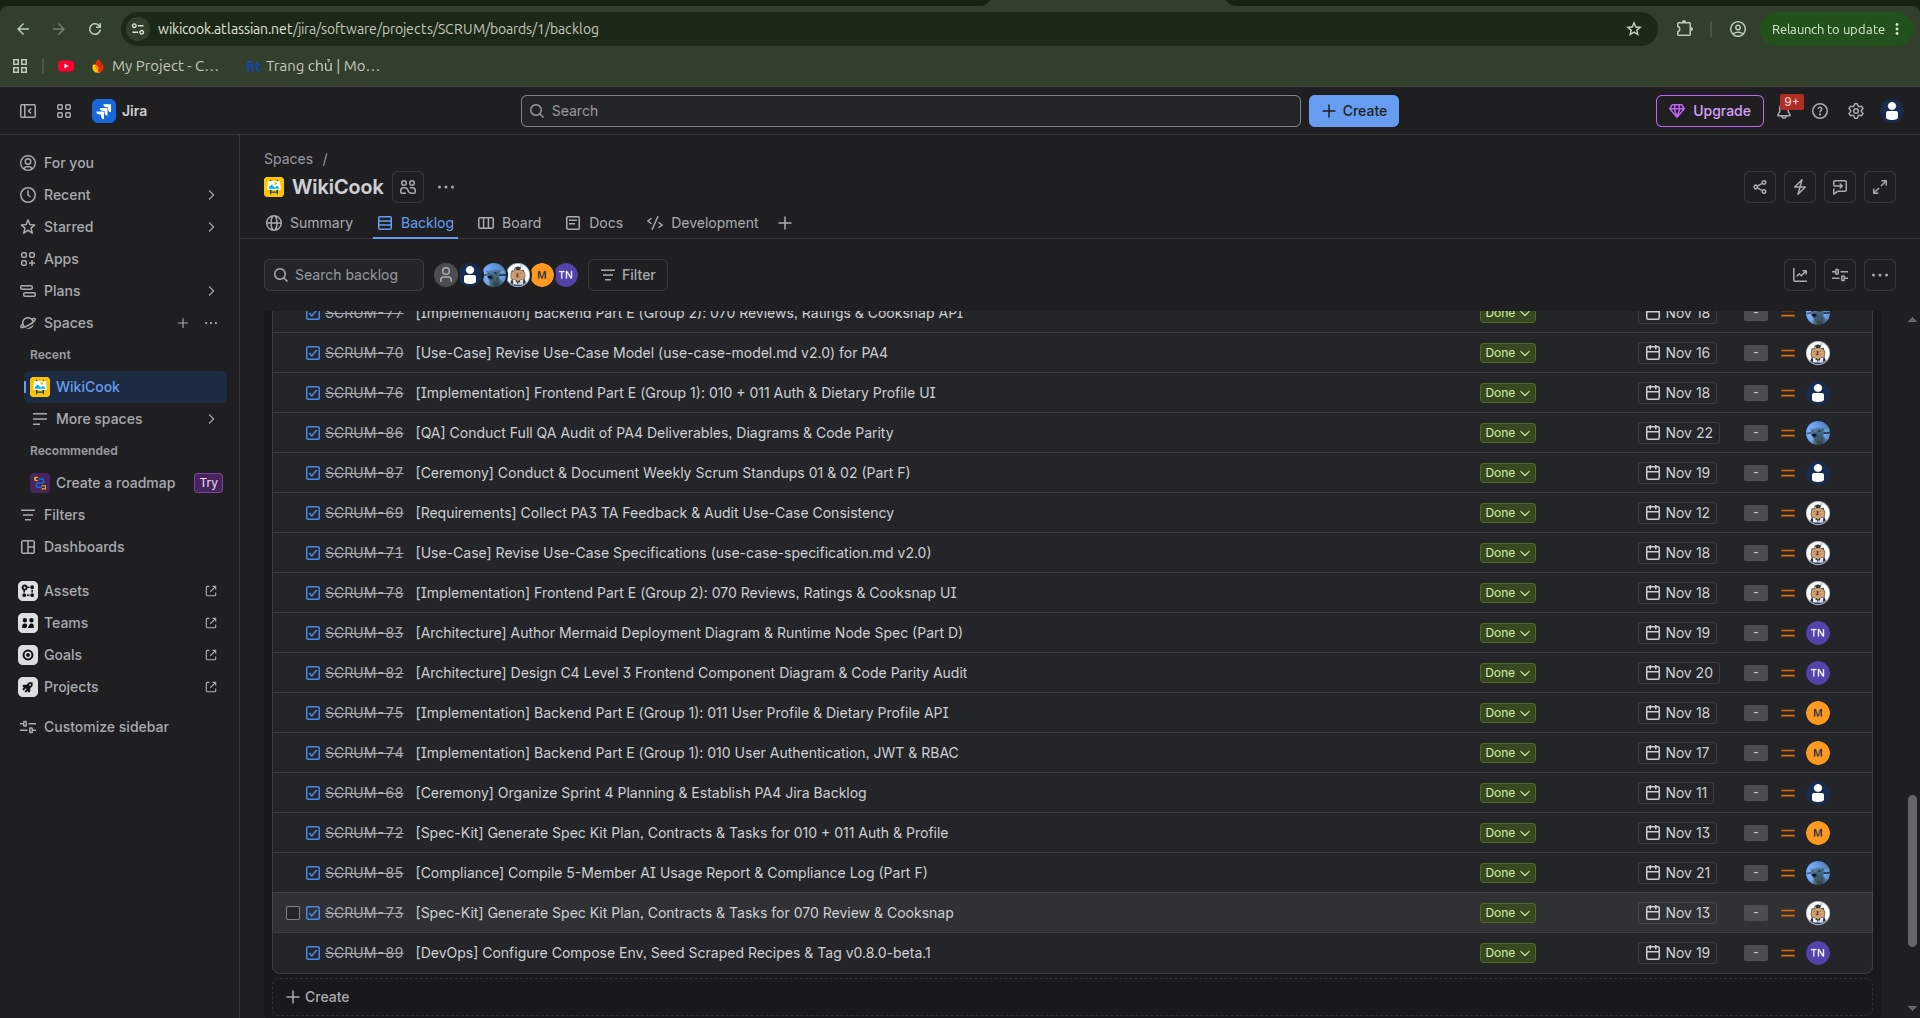 wikicook.atlassian.net/jira/software/projects/SCRUM/boards/1/backlog
Relaunch to update
My Project - C...
fit Trang chủ | Mo...
Jira
Search
Create
Upgrade
9+
For you
Recent
Starred
Apps
Plans
Spaces
Recent
WikiCook
More spaces
Recommended
Create a roadmap Try
Filters
Dashboards
Assets
Teams
Goals
Projects
Customize sidebar
Spaces /
WikiCook
Summary Backlog Board Docs Development
Search backlog M TN Filter
SCRUM-77 [Implementation] Backend Part E (Group 2): 070 Reviews, Ratings & Cooksnap API Done Nov 18 -
SCRUM-70 [Use-Case] Revise Use-Case Model (use-case-model.md v2.0) for PA4 Done Nov 16 -
SCRUM-76 [Implementation] Frontend Part E (Group 1): 010 + 011 Auth & Dietary Profile UI Done Nov 18 -
SCRUM-86 [QA] Conduct Full QA Audit of PA4 Deliverables, Diagrams & Code Parity Done Nov 22 -
SCRUM-87 [Ceremony] Conduct & Document Weekly Scrum Standups 01 & 02 (Part F) Done Nov 19 -
SCRUM-69 [Requirements] Collect PA3 TA Feedback & Audit Use-Case Consistency Done Nov 12 -
SCRUM-71 [Use-Case] Revise Use-Case Specifications (use-case-specification.md v2.0) Done Nov 18 -
SCRUM-78 [Implementation] Frontend Part E (Group 2): 070 Reviews, Ratings & Cooksnap UI Done Nov 18 -
SCRUM-83 [Architecture] Author Mermaid Deployment Diagram & Runtime Node Spec (Part D) Done Nov 19 - TN
SCRUM-82 [Architecture] Design C4 Level 3 Frontend Component Diagram & Code Parity Audit Done Nov 20 - TN
SCRUM-75 [Implementation] Backend Part E (Group 1): 011 User Profile & Dietary Profile API Done Nov 18 - M
SCRUM-74 [Implementation] Backend Part E (Group 1): 010 User Authentication, JWT & RBAC Done Nov 17 - M
SCRUM-68 [Ceremony] Organize Sprint 4 Planning & Establish PA4 Jira Backlog Done Nov 11 -
SCRUM-72 [Spec-Kit] Generate Spec Kit Plan, Contracts & Tasks for 010 + 011 Auth & Profile Done Nov 13 - M
SCRUM-85 [Compliance] Compile 5-Member AI Usage Report & Compliance Log (Part F) Done Nov 21 -
SCRUM-73 [Spec-Kit] Generate Spec Kit Plan, Contracts & Tasks for 070 Review & Cooksnap Done Nov 13 -
SCRUM-89 [DevOps] Configure Compose Env, Seed Scraped Recipes & Tag v0.8.0-beta.1 Done Nov 19 - TN
Create